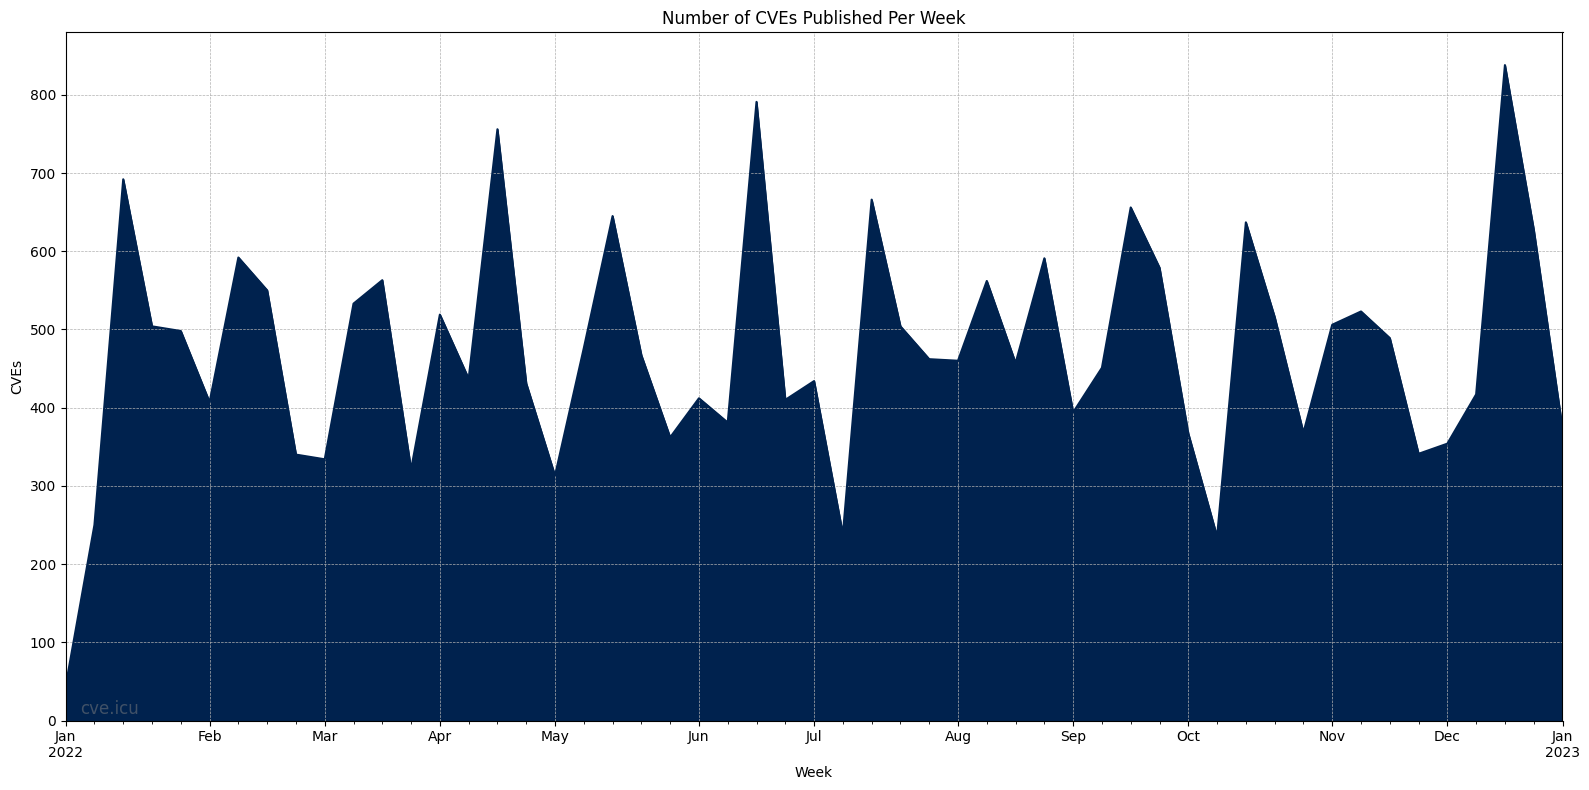 Number of CVEs Published Per Week
800
700
600
500
400
300
200
100
0
CVEs
cve.icu
Jan Feb Mar Apr May Jun Jul Aug Sep Oct Nov Dec Jan
2022 2023
Week